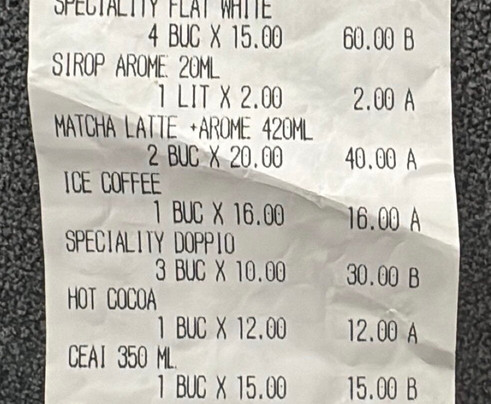 SPECIALITY FLAT WHITE
4 BUC X 15.00 60.00 B
SIROP AROME 20ML
1 LIT X 2.00 2.00 A
MATCHA LATTE +AROME 420ML
2 BUC X 20.00 40.00 A
ICE COFFEE
1 BUC X 16.00 16.00 A
SPECIALITY DOPPIO
3 BUC X 10.00 30.00 B
HOT COCOA
1 BUC X 12.00 12.00 A
CEAI 350 ML
1 BUC X 15.00 15.00 B